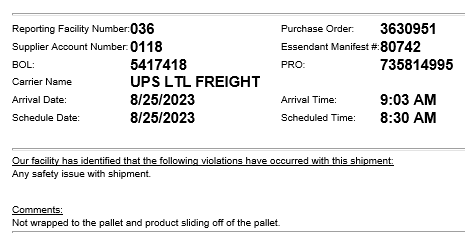 Reporting Facility Number:036 Purchase Order: 3630951
Supplier Account Number:0118 Essendant Manifest #:80742
BOL: 5417418 PRO: 735814995
Carrier Name UPS LTL FREIGHT
Arrival Date: 8/25/2023 Arrival Time: 9:03 AM
Schedule Date: 8/25/2023 Scheduled Time: 8:30 AM
Our facility has identified that the following violations have occurred with this shipment:
Any safety issue with shipment.
Comments:
Not wrapped to the pallet and product sliding off of the pallet.